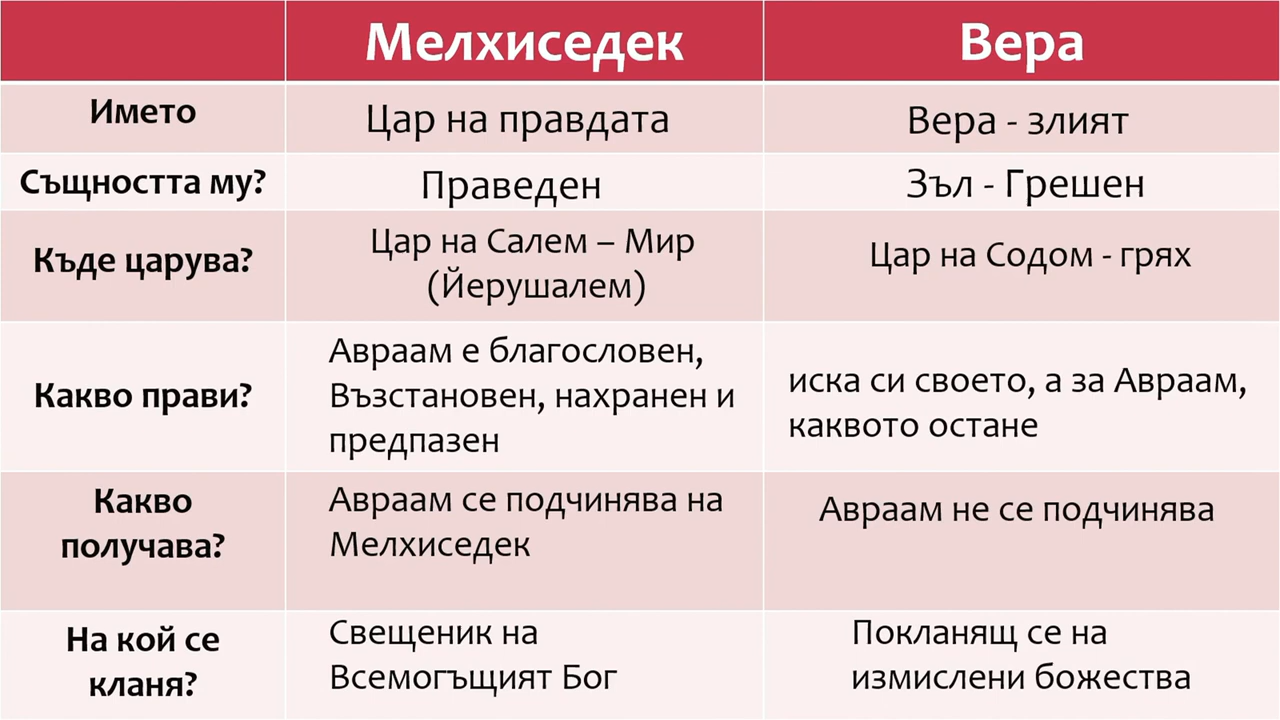 Мелхиседек
Вера
Името
Цар на правдата
Вера - злият
Същността му?
Праведен
Зъл - Грешен
Къде царува?
Цар на Салем – Мир
(Йерушалем)
Цар на Содом - грях
Какво прави?
Авраам е благословен,
Възстановен, нахранен и
предпазен
иска си своето, а за Авраам,
каквото остане
Какво
получава?
Авраам се подчинява на
Мелхиседек
Авраам не се подчинява
На кой се
кланя?
Свещеник на
Всемогъщият Бог
Покланящ се на
измислени божества